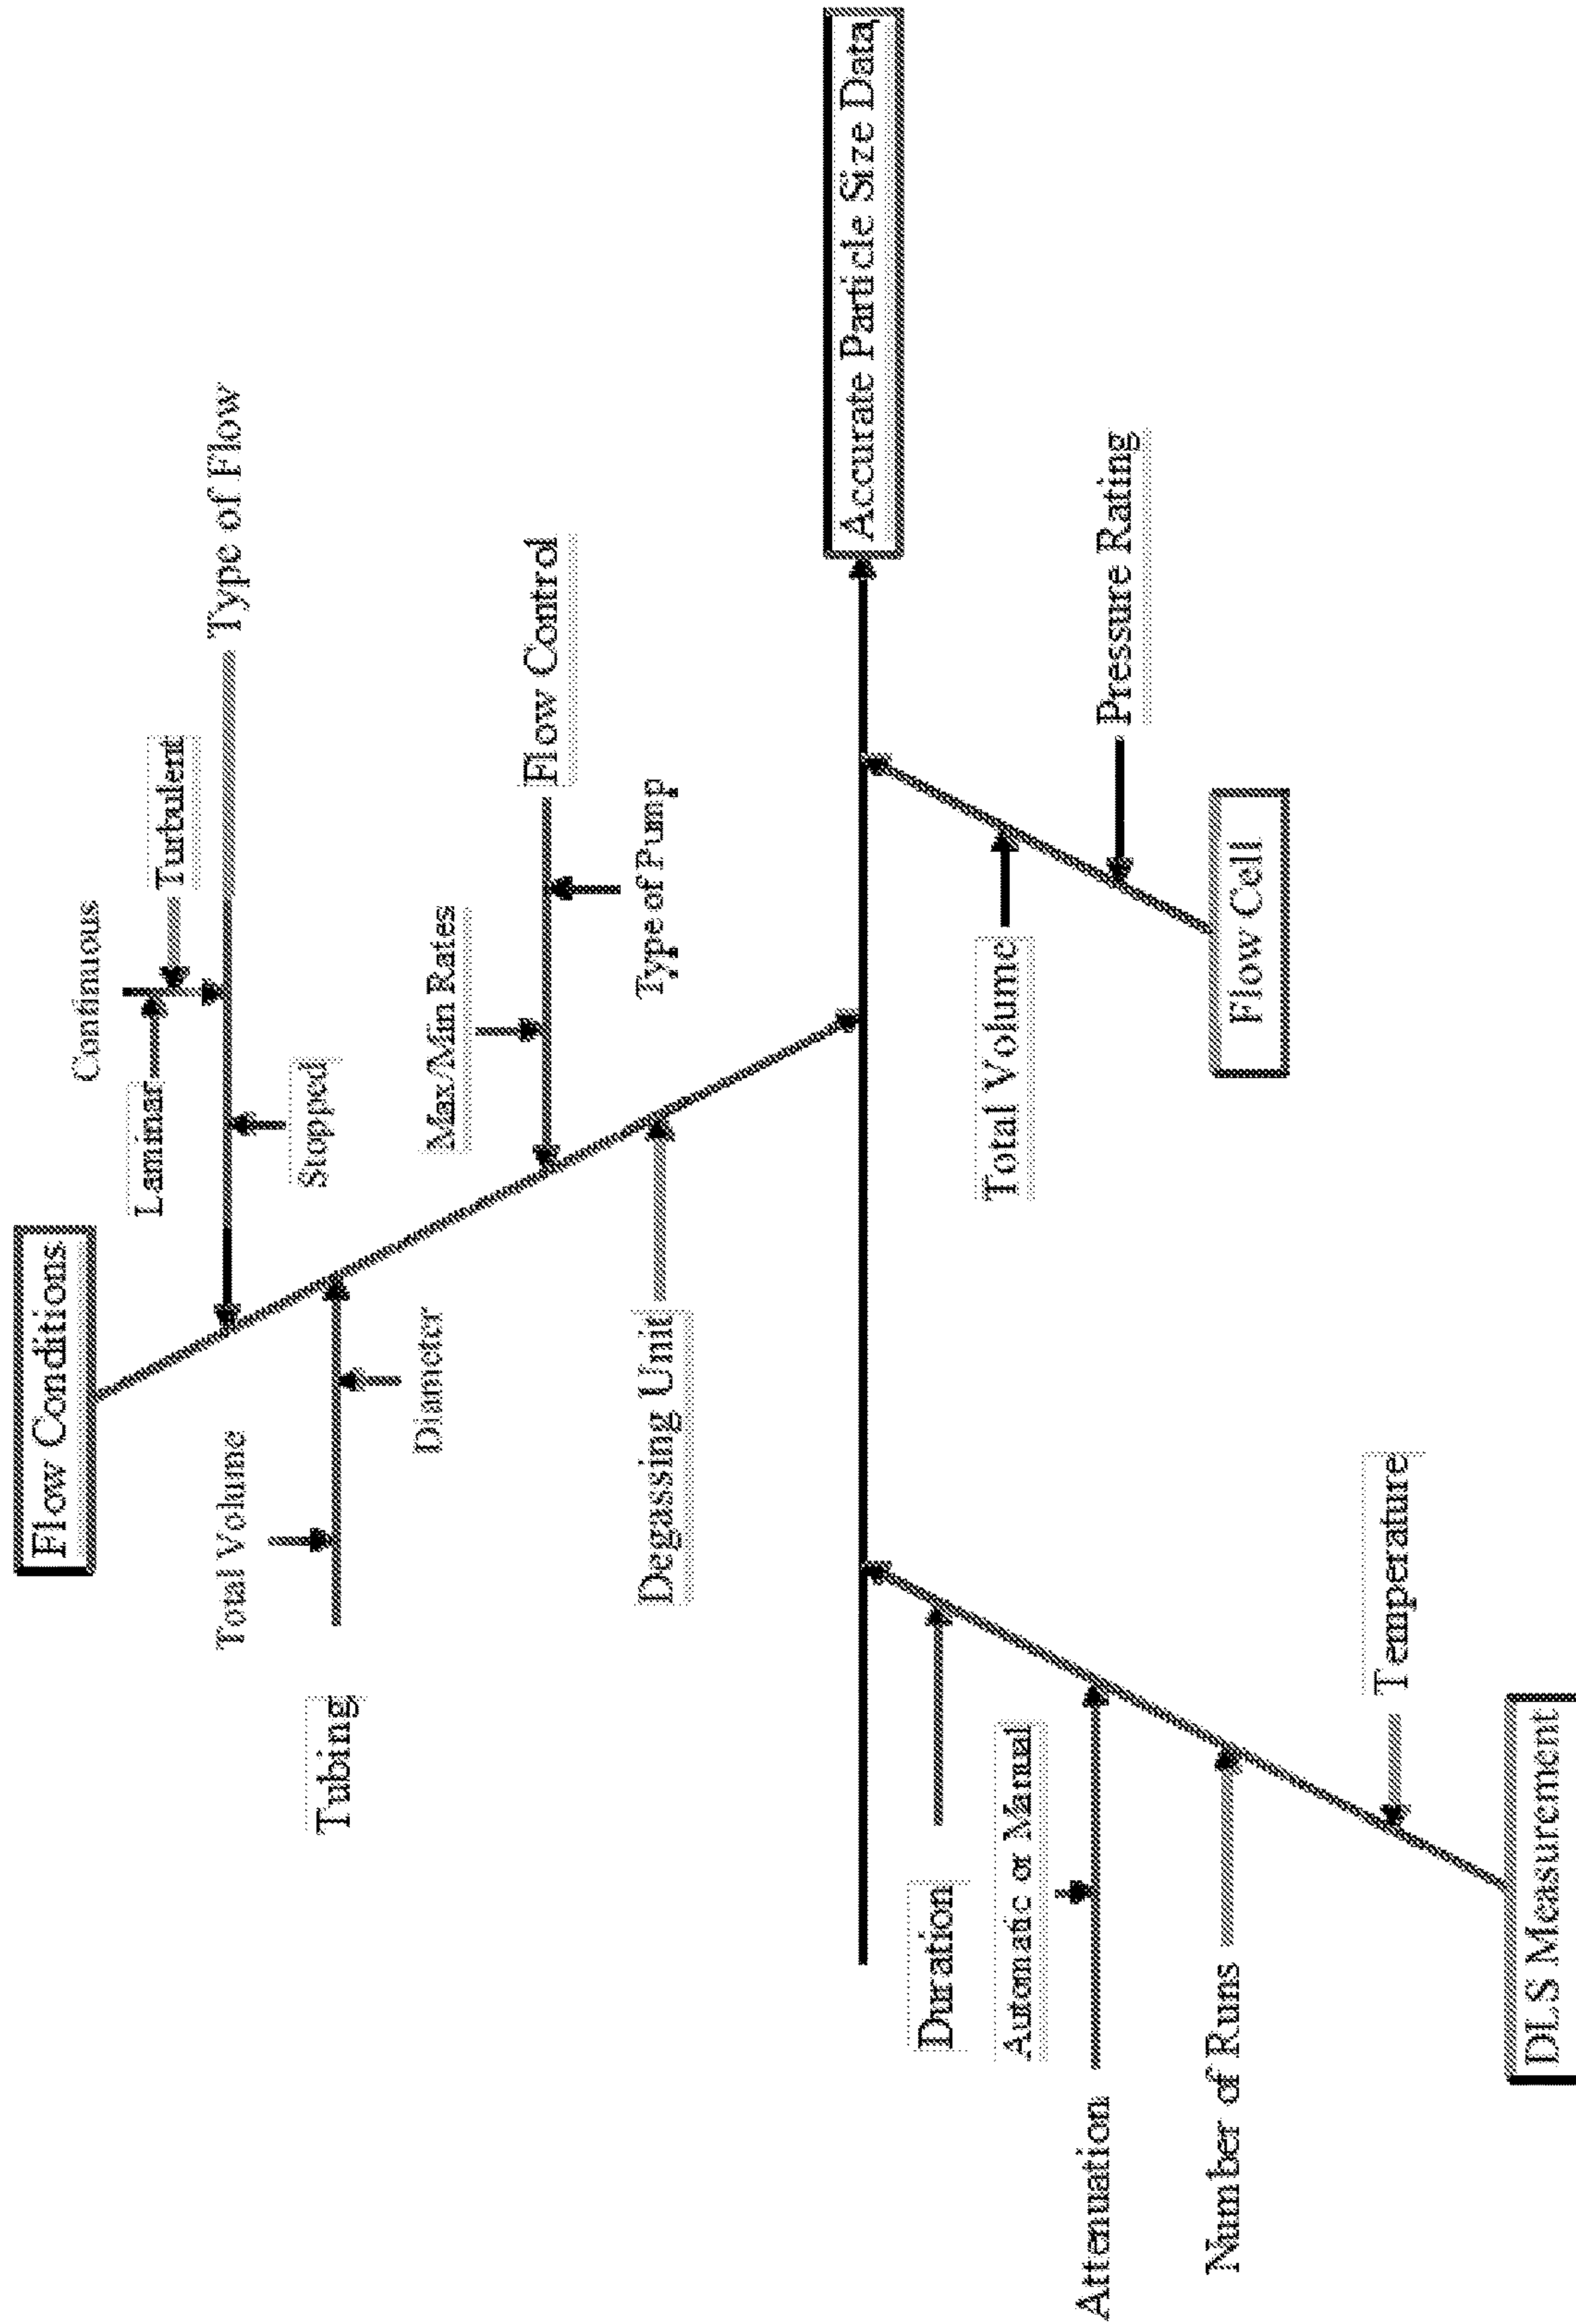 Flow Conditions
Continuous
Laminar
Turbulent
Type of Flow
Stopped
Total Volume
Tubing
Diameter
Max/Min Rates
Flow Control
Type of Pump
Degassing Unit
Accurate Particle Size Data
Duration
Automatic or Manual
Attenuation
Number of Runs
Temperature
DLS Measurement
Total Volume
Pressure Rating
Flow Cell